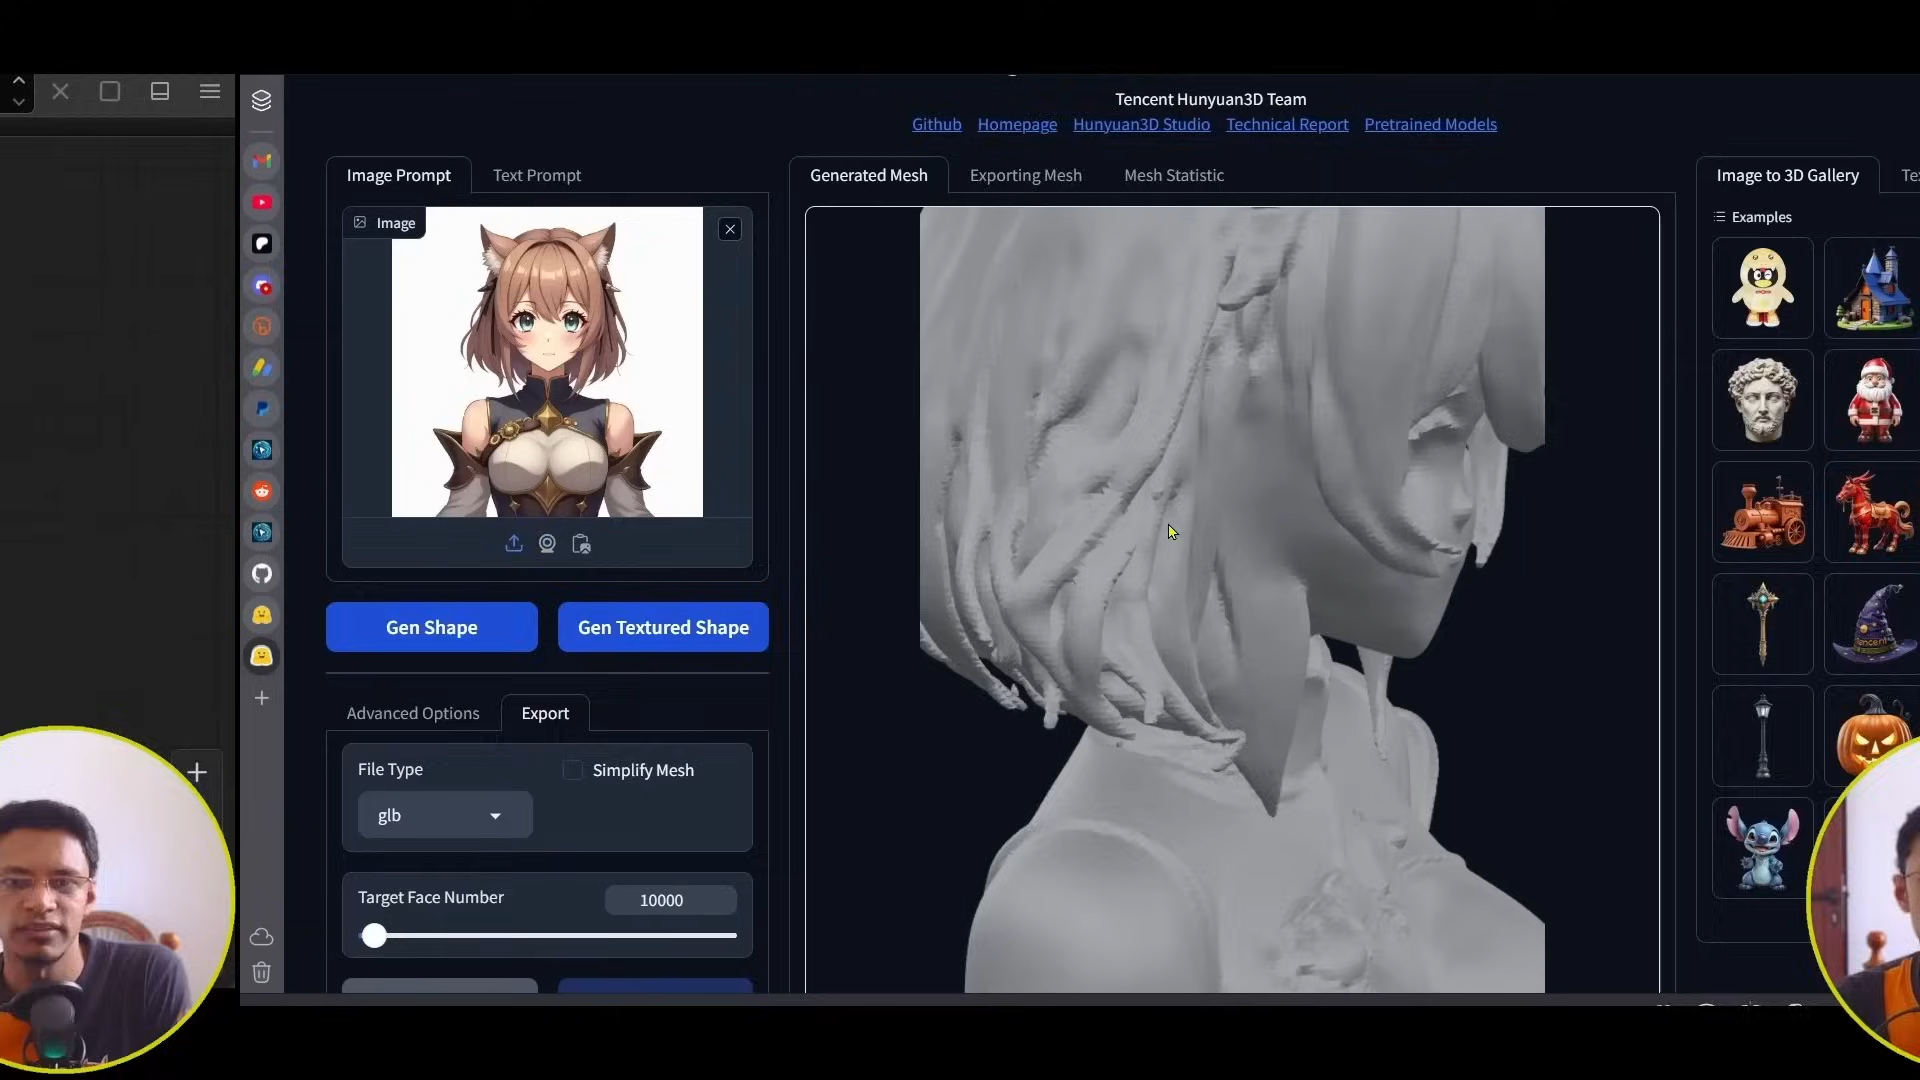 Tencent Hunyuan3D Team
Github Homepage Hunyuan3D Studio Technical Report Pretrained Models
Image Prompt Text Prompt
Image
Gen Shape Gen Textured Shape
Advanced Options Export
File Type Simplify Mesh
glb
Target Face Number 10000
Generated Mesh Exporting Mesh Mesh Statistic
Image to 3D Gallery Te
Examples
Tencent